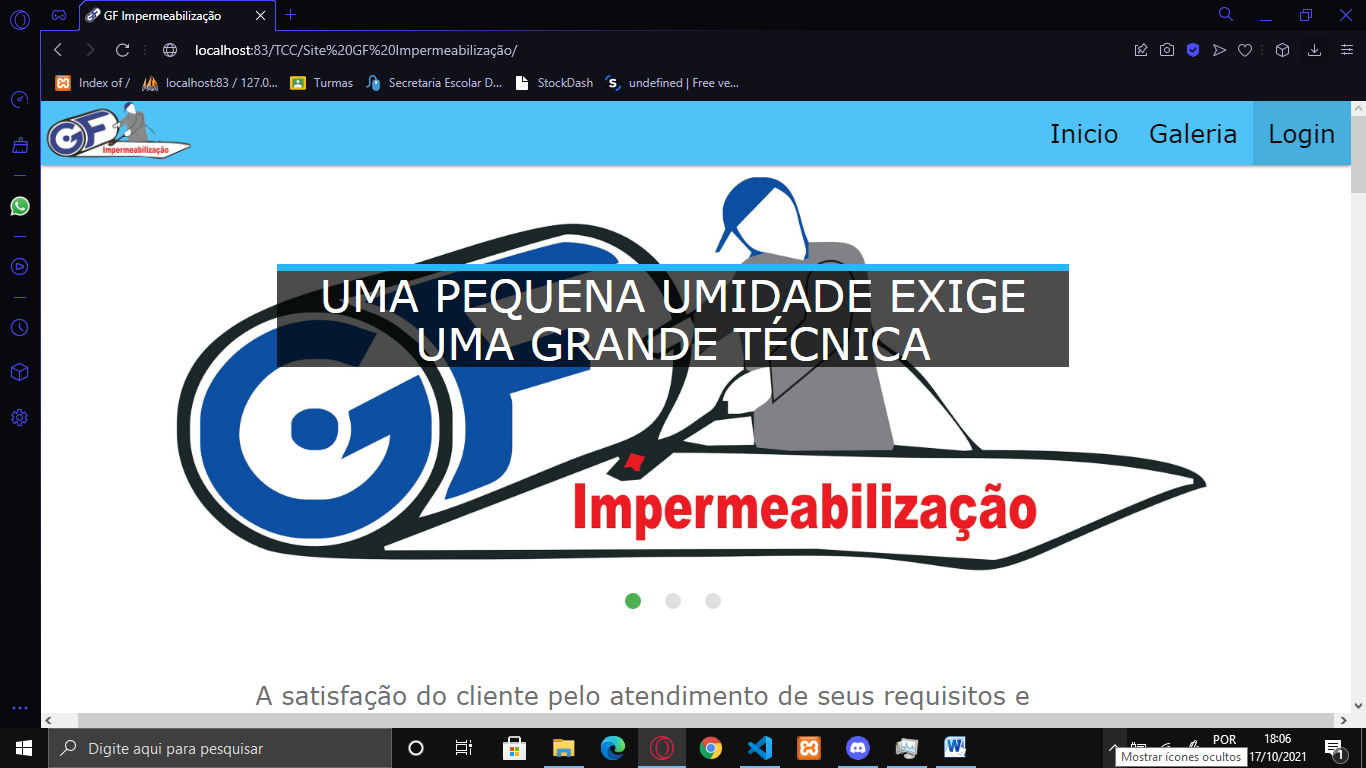 GF Impermeabilização
localhost:83/TCC/Site%20GF%20Impermeabilização/
Index of /
localhost:83 / 127.0...
Turmas
Secretaria Escolar D...
StockDash
undefined | Free ve...
GF
Impermeabilização
Inicio
Galeria
Login
UMA PEQUENA UMIDADE EXIGE
UMA GRANDE TÉCNICA
GF
Impermeabilização
A satisfação do cliente pelo atendimento de seus requisitos e
Digite aqui para pesquisar
POR
18:06
Mostrar ícones ocultos
17/10/2021
1